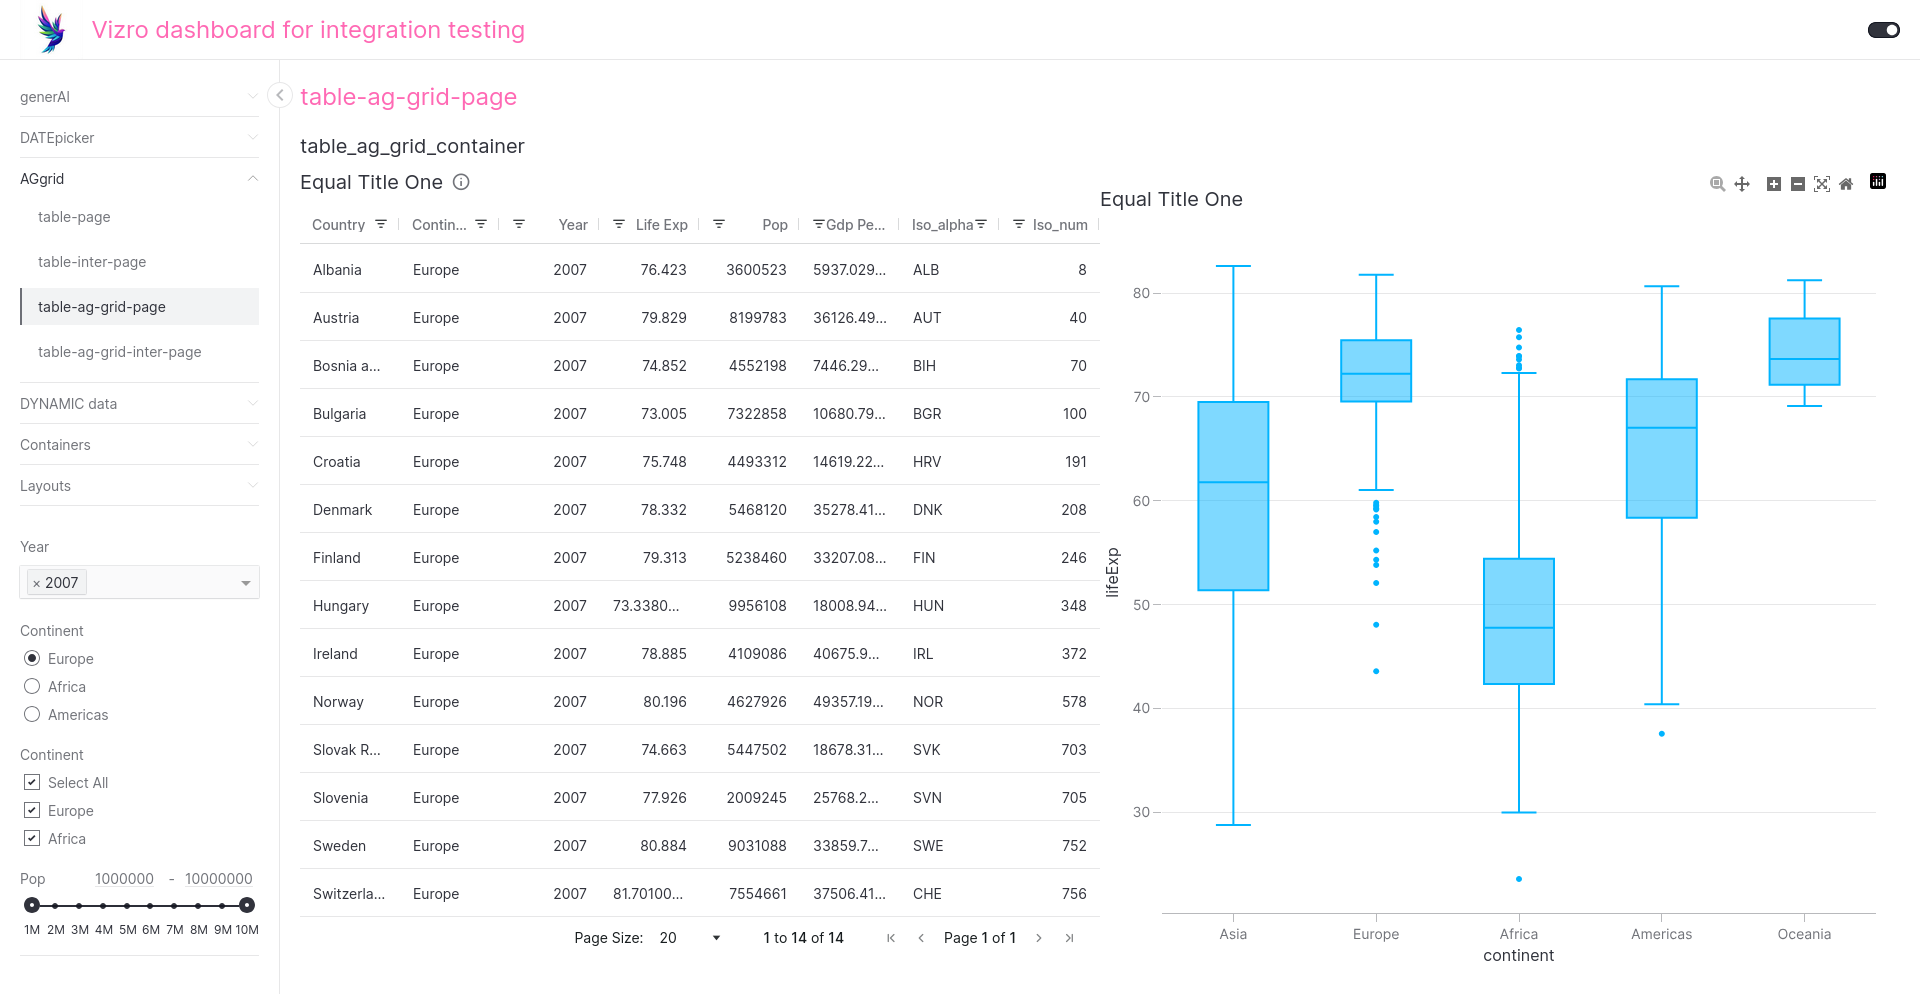 Vizro dashboard for integration testing
generAI
DATEpicker
AGgrid
table-page
table-inter-page
table-ag-grid-page
table-ag-grid-inter-page
DYNAMIC data
Containers
Layouts
Year
× 2007
Continent
Europe
Africa
Americas
Continent
Select All
Europe
Africa
Pop 1000000 - 10000000
1M 2M 3M 4M 5M 6M 7M 8M 9M 10M
table-ag-grid-page
table_ag_grid_container
Equal Title One
Country Contin... Year Life Exp Pop Gdp Pe... Iso_alpha Iso_num
Albania Europe 2007 76.423 3600523 5937.029... ALB 8
Austria Europe 2007 79.829 8199783 36126.49... AUT 40
Bosnia a... Europe 2007 74.852 4552198 7446.29... BIH 70
Bulgaria Europe 2007 73.005 7322858 10680.79... BGR 100
Croatia Europe 2007 75.748 4493312 14619.22... HRV 191
Denmark Europe 2007 78.332 5468120 35278.41... DNK 208
Finland Europe 2007 79.313 5238460 33207.08... FIN 246
Hungary Europe 2007 73.3380... 9956108 18008.94... HUN 348
Ireland Europe 2007 78.885 4109086 40675.9... IRL 372
Norway Europe 2007 80.196 4627926 49357.19... NOR 578
Slovak R... Europe 2007 74.663 5447502 18678.31... SVK 703
Slovenia Europe 2007 77.926 2009245 25768.2... SVN 705
Sweden Europe 2007 80.884 9031088 33859.7... SWE 752
Switzerla... Europe 2007 81.70100... 7554661 37506.41... CHE 756
Page Size: 20 1 to 14 of 14 Page 1 of 1
Equal Title One
80
70
60
50
40
30
lifeExp
Asia Europe Africa Americas Oceania
continent